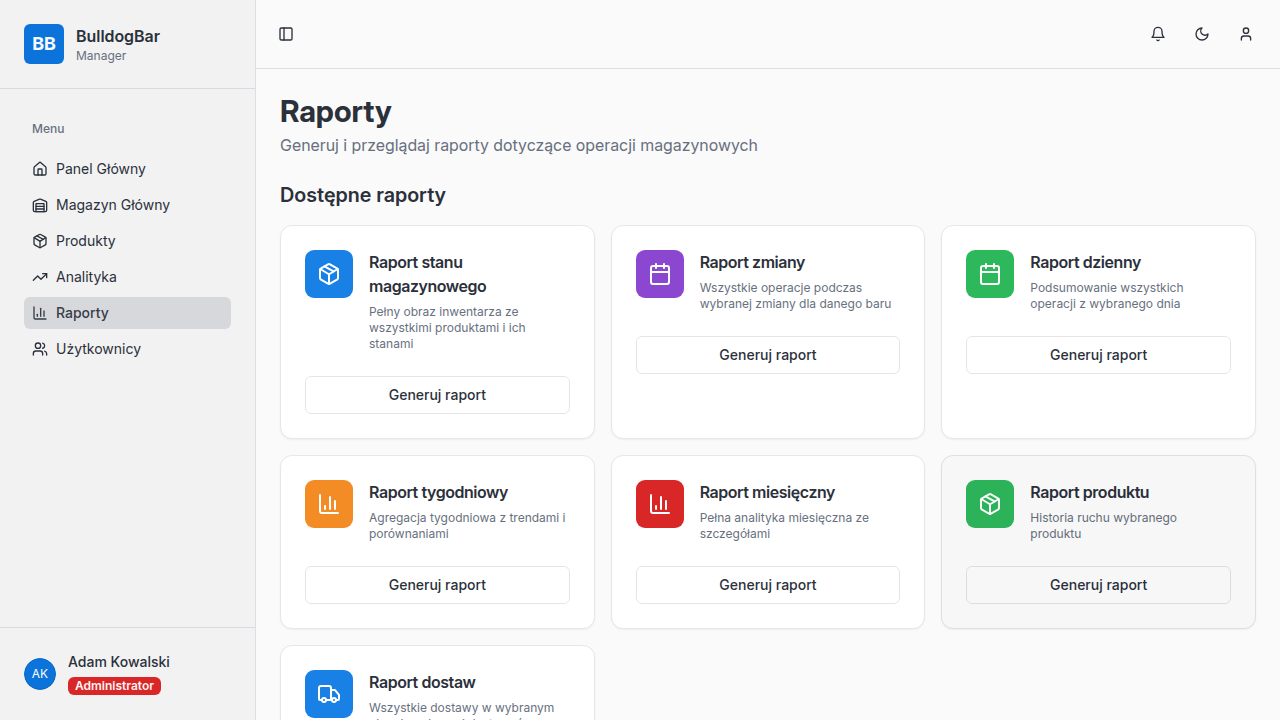 BB
BulldogBar
Manager
Menu
Panel Główny
Magazyn Główny
Produkty
Analityka
Raporty
Użytkownicy
AK
Adam Kowalski
Administrator
Raporty
Generuj i przeglądaj raporty dotyczące operacji magazynowych
Dostępne raporty
Raport stanu
magazynowego
Pełny obraz inwentarza ze
wszystkimi produktami i ich
stanami
Generuj raport
Raport zmiany
Wszystkie operacje podczas
wybranej zmiany dla danego baru
Generuj raport
Raport dzienny
Podsumowanie wszystkich
operacji z wybranego dnia
Generuj raport
Raport tygodniowy
Agregacja tygodniowa z trendami i
porównaniami
Generuj raport
Raport miesięczny
Pełna analityka miesięczna ze
szczegółami
Generuj raport
Raport produktu
Historia ruchu wybranego
produktu
Generuj raport
Raport dostaw
Wszystkie dostawy w wybranym